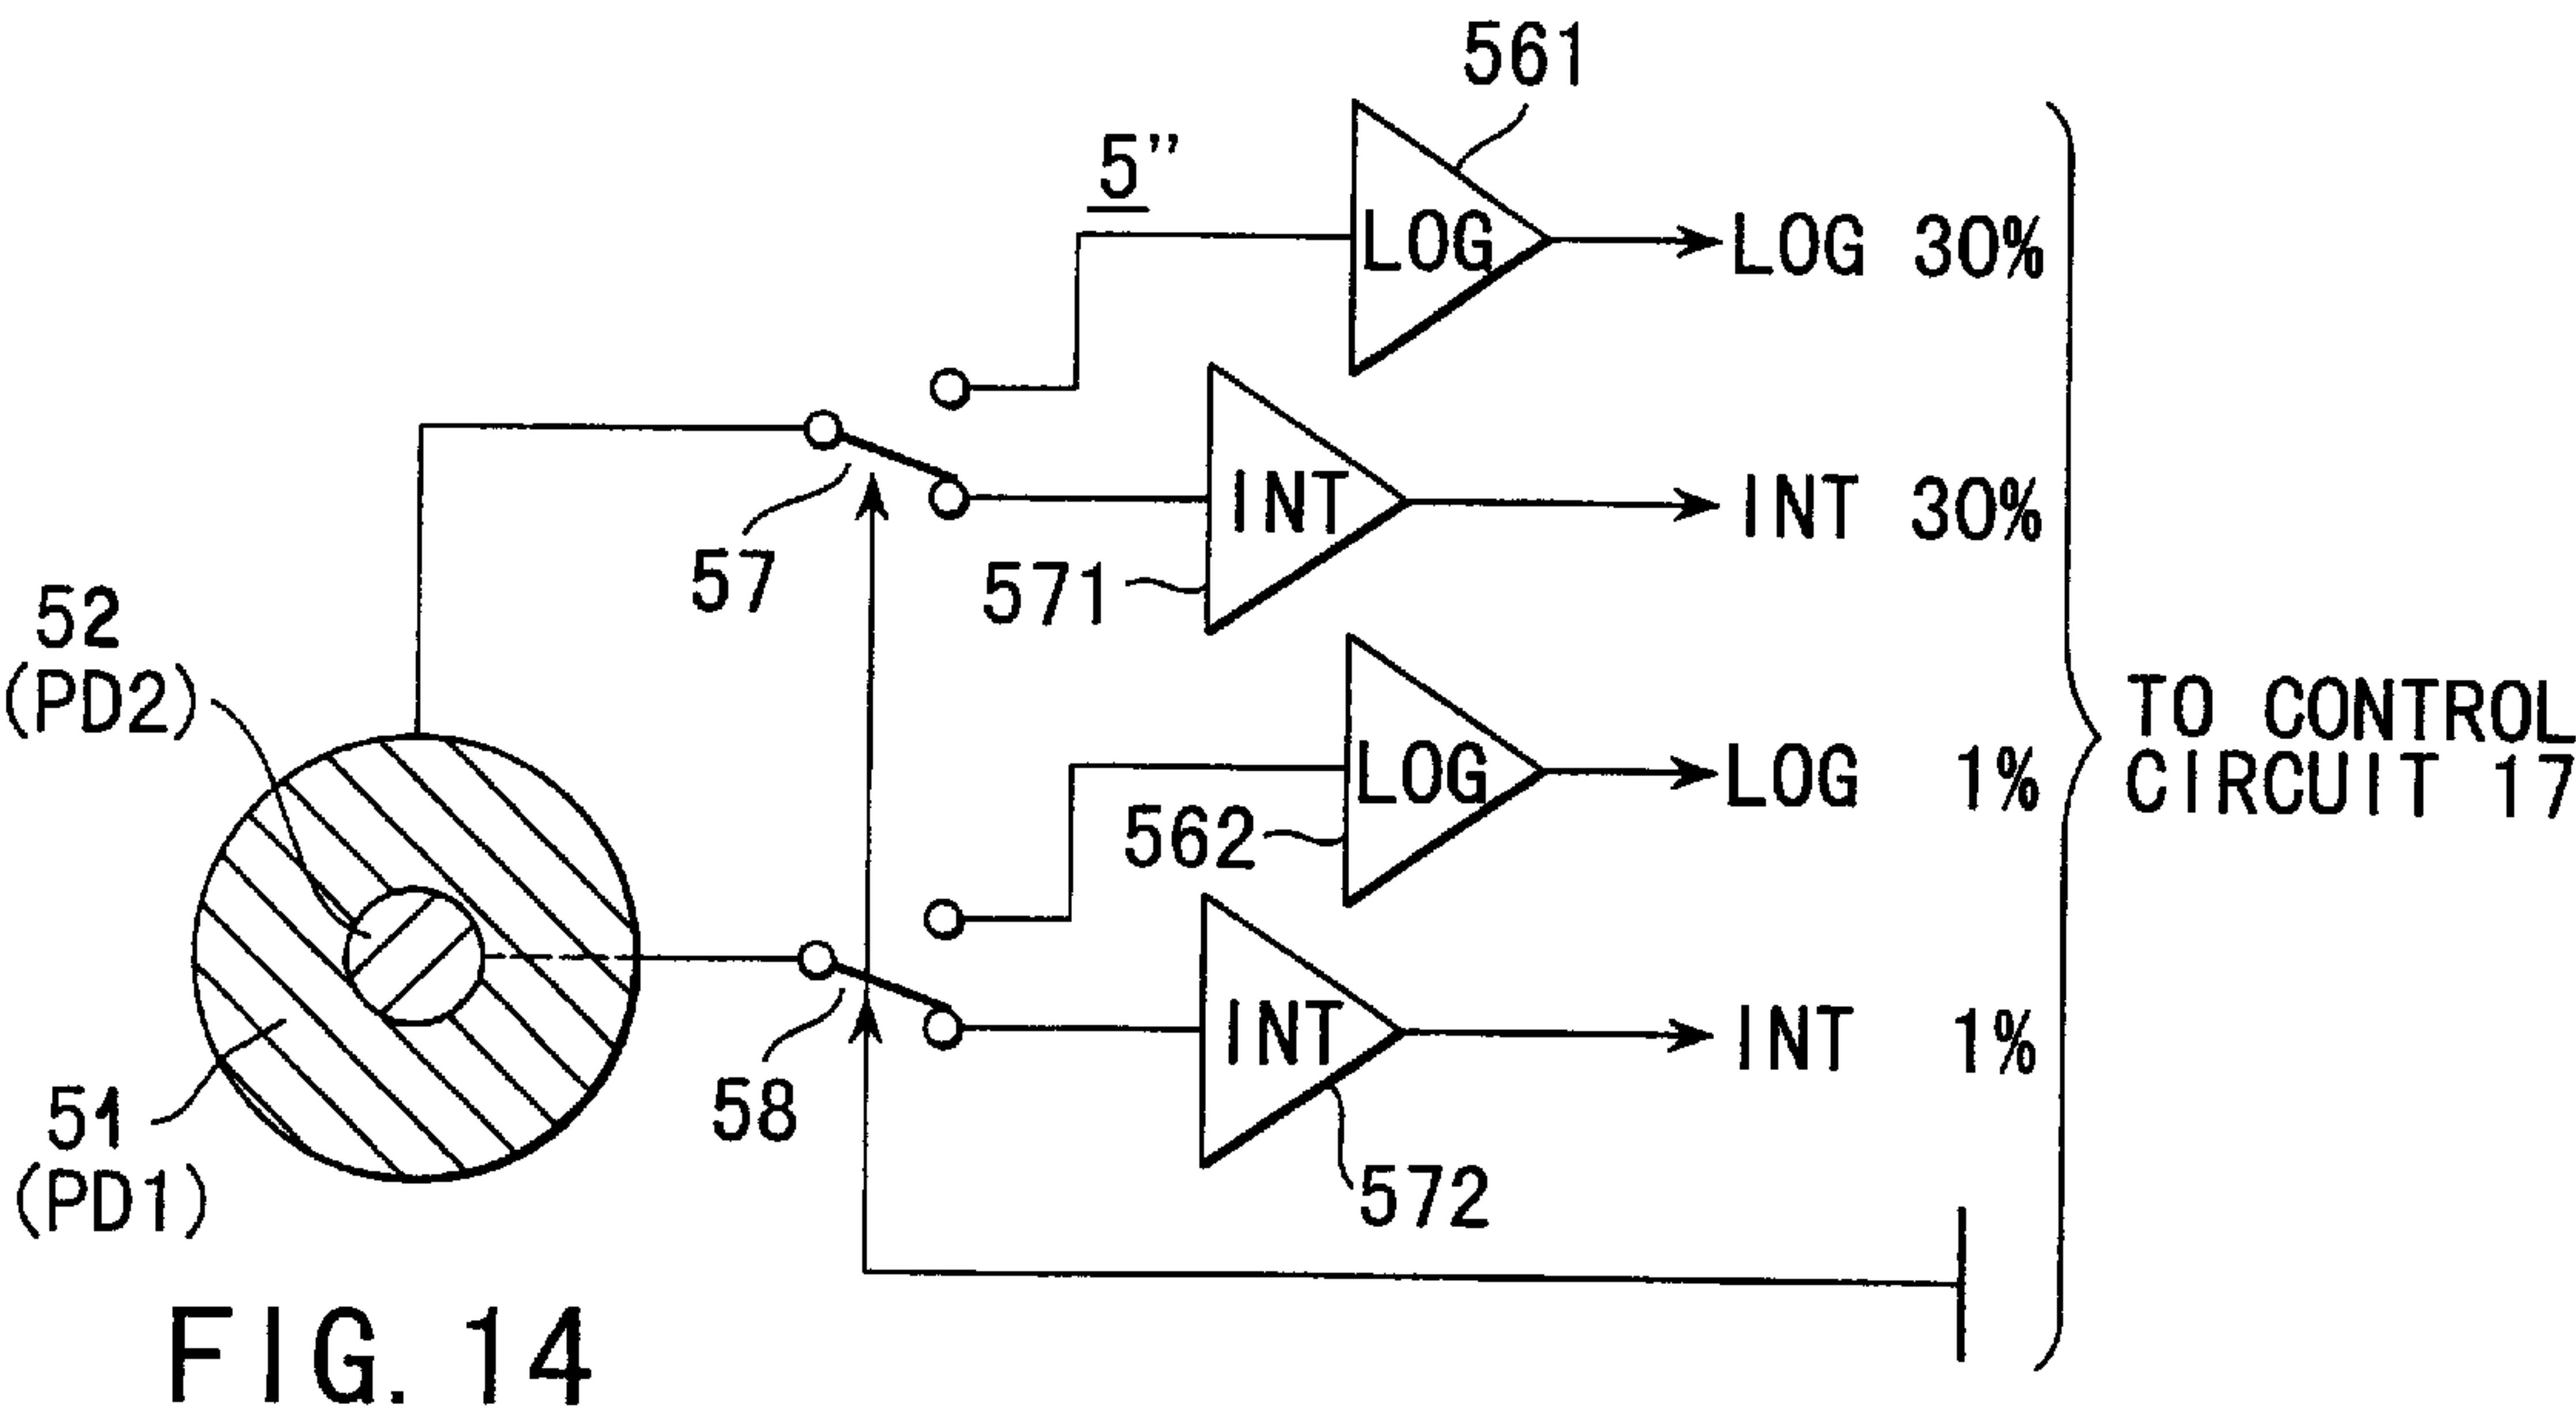 561
5”
LOG
LOG 30%
57
INT
INT 30%
571
52
(PD2)
LOG
LOG 1%
562
TO CONTROL
CIRCUIT 17
58
INT
INT 1%
51
(PD1)
572
FIG. 14